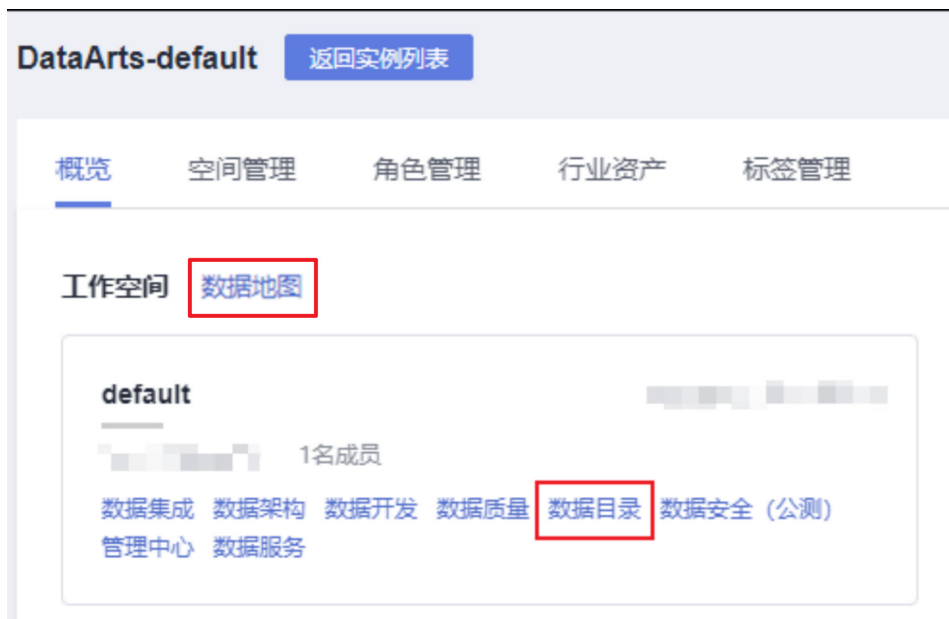 DataArts-default 返回实例列表
概览 空间管理 角色管理 行业资产 标签管理
工作空间 数据地图
default
1名成员
数据集成 数据架构 数据开发 数据质量 数据目录 数据安全（公测）
管理中心 数据服务